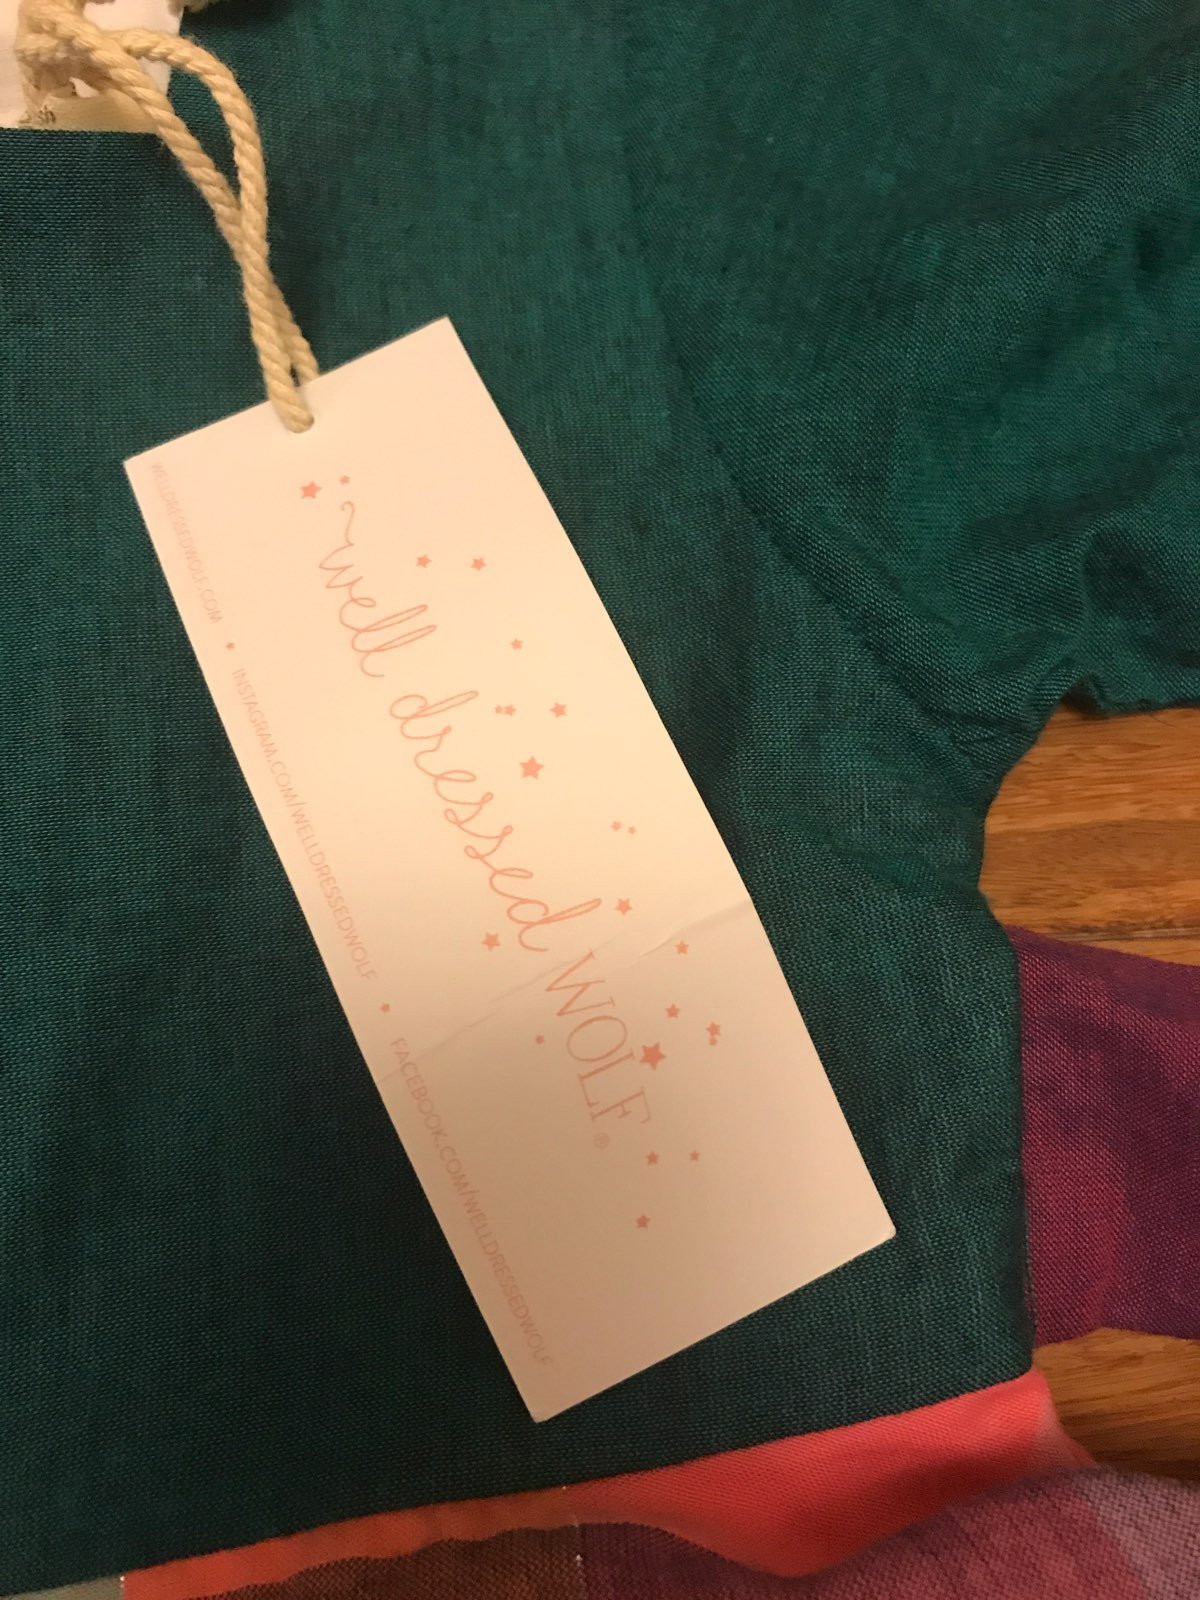 well dressed WOLF®
WELLDRESSEDWOLF.COM ★ INSTAGRAM.COM/WELLDRESSEDWOLF ★ FACEBOOK.COM/WELLDRESSEDWOLF